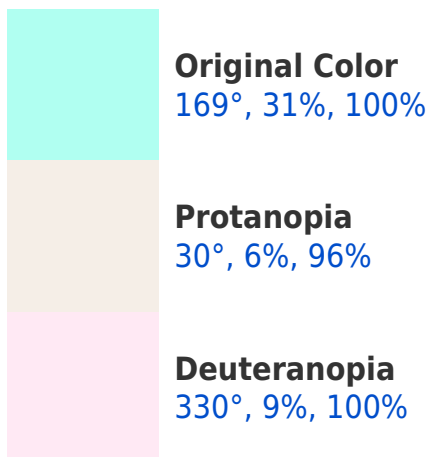 Original Color
169°, 31%, 100%
Protanopia
30°, 6%, 96%
Deuteranopia
330°, 9%, 100%